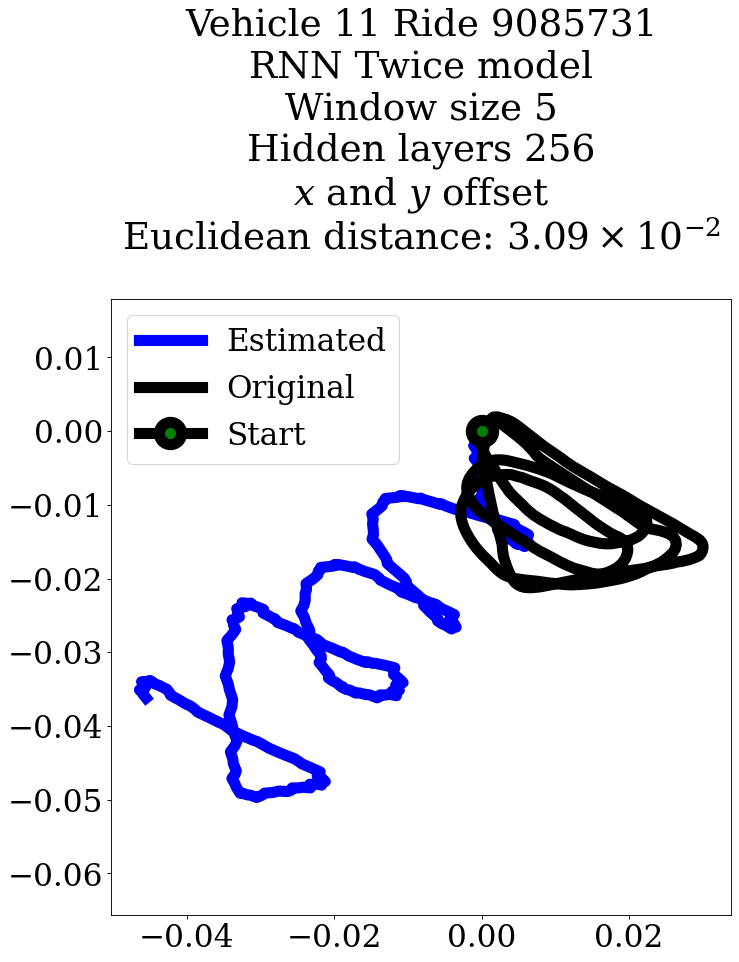 Vehicle 11 Ride 9085731
RNN Twice model
Window size 5
Hidden layers 256
x and y offset
Euclidean distance: 3.09 × 10⁻²
Estimated
Original
Start
0.01
0.00
−0.01
−0.02
−0.03
−0.04
−0.05
−0.06
−0.04 −0.02 0.00 0.02